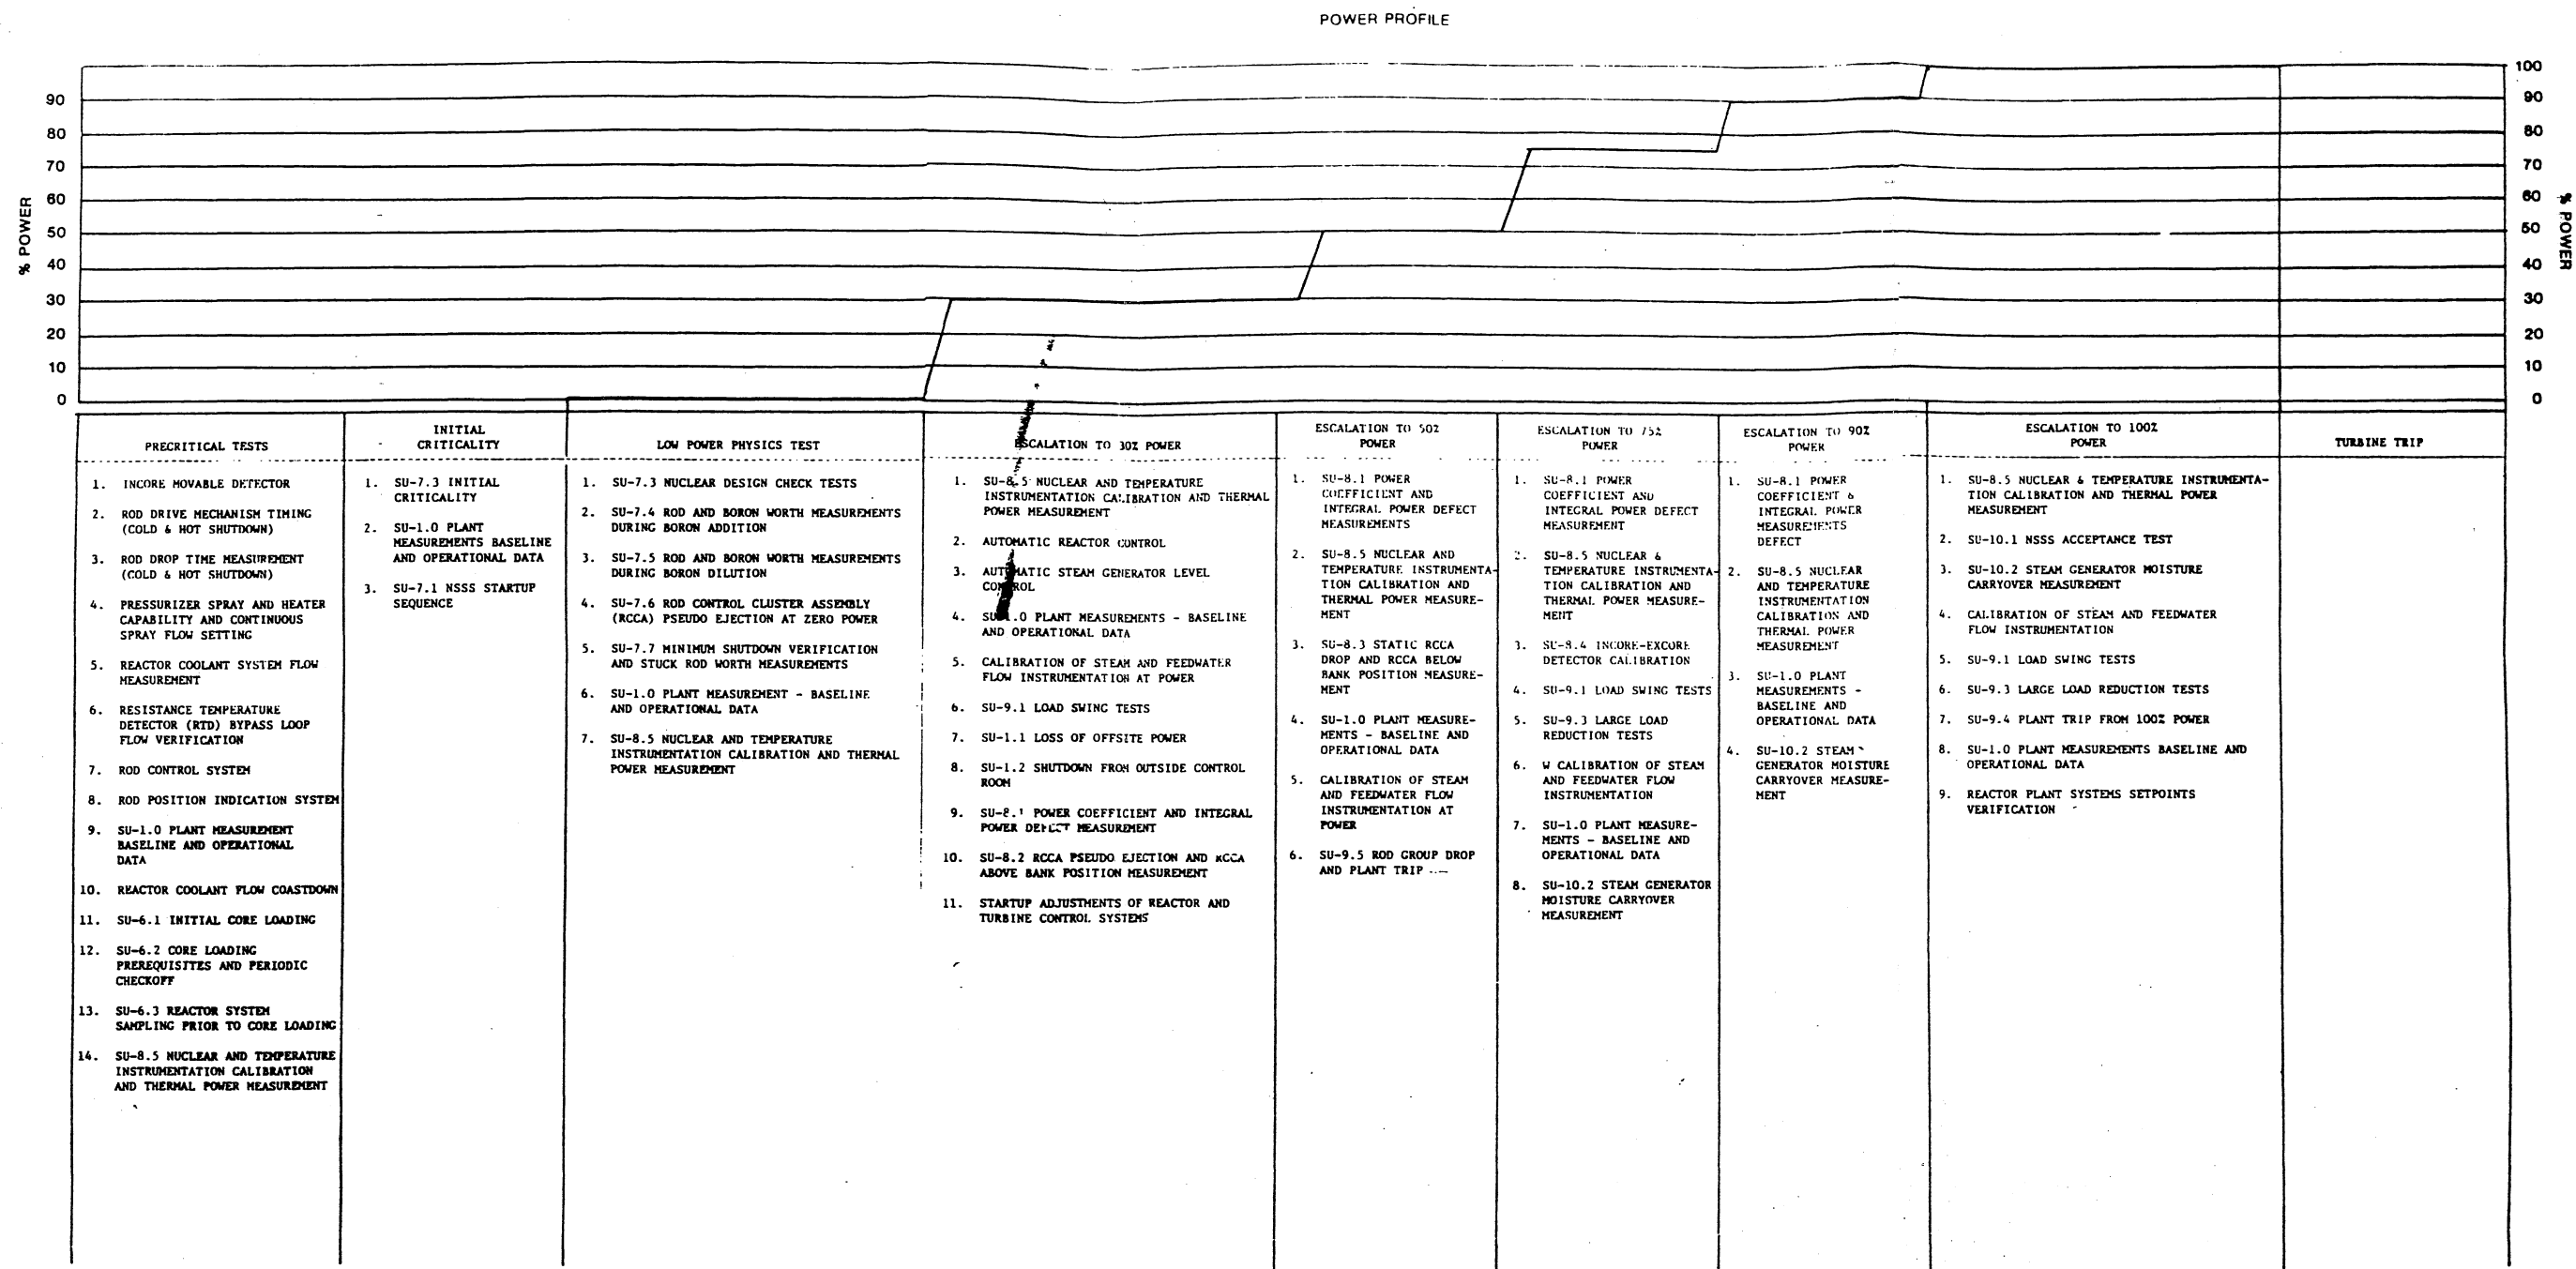 POWER PROFILE
% POWER
90
80
70
60
50
40
30
20
10
0
100
90
80
70
60
50
40
30
20
10
0
% POWER
PRECRITICAL TESTS
1. INCORE MOVABLE DETECTOR
2. ROD DRIVE MECHANISM TIMING
(COLD & HOT SHUTDOWN)
3. ROD DROP TIME MEASUREMENT
(COLD & HOT SHUTDOWN)
4. PRESSURIZER SPRAY AND HEATER
CAPABILITY AND CONTINUOUS
SPRAY FLOW SETTING
5. REACTOR COOLANT SYSTEM FLOW
MEASUREMENT
6. RESISTANCE TEMPERATURE
DETECTOR (RTD) BYPASS LOOP
FLOW VERIFICATION
7. ROD CONTROL SYSTEM
8. ROD POSITION INDICATION SYSTEM
9. SU-1.0 PLANT MEASUREMENT
BASELINE AND OPERATIONAL
DATA
10. REACTOR COOLANT FLOW COASTDOWN
11. SU-6.1 INITIAL CORE LOADING
12. SU-6.2 CORE LOADING
PREREQUISITES AND PERIODIC
CHECKOFF
13. SU-6.3 REACTOR SYSTEM
SAMPLING PRIOR TO CORE LOADING
14. SU-8.5 NUCLEAR AND TEMPERATURE
INSTRUMENTATION CALIBRATION
AND THERMAL POWER MEASUREMENT
INITIAL
CRITICALITY
1. SU-7.3 INITIAL
CRITICALITY
2. SU-1.0 PLANT
MEASUREMENTS BASELINE
AND OPERATIONAL DATA
3. SU-7.1 NSSS STARTUP
SEQUENCE
LOW POWER PHYSICS TEST
1. SU-7.3 NUCLEAR DESIGN CHECK TESTS
2. SU-7.4 ROD AND BORON WORTH MEASUREMENTS
DURING BORON ADDITION
3. SU-7.5 ROD AND BORON WORTH MEASUREMENTS
DURING BORON DILUTION
4. SU-7.6 ROD CONTROL CLUSTER ASSEMBLY
(RCCA) PSEUDO EJECTION AT ZERO POWER
5. SU-7.7 MINIMUM SHUTDOWN VERIFICATION
AND STUCK ROD WORTH MEASUREMENTS
6. SU-1.0 PLANT MEASUREMENT - BASELINE
AND OPERATIONAL DATA
7. SU-8.5 NUCLEAR AND TEMPERATURE
INSTRUMENTATION CALIBRATION AND THERMAL
POWER MEASUREMENT
ESCALATION TO 30% POWER
1. SU-8.5 NUCLEAR AND TEMPERATURE
INSTRUMENTATION CALIBRATION AND THERMAL
POWER MEASUREMENT
2. AUTOMATIC REACTOR CONTROL
3. AUTOMATIC STEAM GENERATOR LEVEL
CONTROL
4. SU-1.0 PLANT MEASUREMENTS - BASELINE
AND OPERATIONAL DATA
5. CALIBRATION OF STEAM AND FEEDWATER
FLOW INSTRUMENTATION AT POWER
6. SU-9.1 LOAD SWING TESTS
7. SU-1.1 LOSS OF OFFSITE POWER
8. SU-1.2 SHUTDOWN FROM OUTSIDE CONTROL
ROOM
9. SU-8.1 POWER COEFFICIENT AND INTEGRAL
POWER DEFECT MEASUREMENT
10. SU-8.2 RCCA PSEUDO EJECTION AND RCCA
ABOVE BANK POSITION MEASUREMENT
11. STARTUP ADJUSTMENTS OF REACTOR AND
TURBINE CONTROL SYSTEMS
ESCALATION TO 50%
POWER
1. SU-8.1 POWER
COEFFICIENT AND
INTEGRAL POWER DEFECT
MEASUREMENTS
2. SU-8.5 NUCLEAR AND
TEMPERATURE INSTRUMENTA-
TION CALIBRATION AND
THERMAL POWER MEASURE-
MENT
3. SU-8.3 STATIC RCCA
DROP AND RCCA BELOW
BANK POSITION MEASURE-
MENT
4. SU-1.0 PLANT MEASURE-
MENTS - BASELINE AND
OPERATIONAL DATA
5. CALIBRATION OF STEAM
AND FEEDWATER FLOW
INSTRUMENTATION AT
POWER
6. SU-9.5 ROD GROUP DROP
AND PLANT TRIP
ESCALATION TO 75%
POWER
1. SU-8.1 POWER
COEFFICIENT AND
INTEGRAL POWER DEFECT
MEASUREMENT
2. SU-8.5 NUCLEAR &
TEMPERATURE INSTRUMENTA-
TION CALIBRATION AND
THERMAL POWER MEASURE-
MENT
3. SU-8.4 INCORE-EXCORE
DETECTOR CALIBRATION
4. SU-9.1 LOAD SWING TESTS
5. SU-9.3 LARGE LOAD
REDUCTION TESTS
6. W CALIBRATION OF STEAM
AND FEEDWATER FLOW
INSTRUMENTATION
7. SU-1.0 PLANT MEASURE-
MENTS - BASELINE AND
OPERATIONAL DATA
8. SU-10.2 STEAM GENERATOR
MOISTURE CARRYOVER
MEASUREMENT
ESCALATION TO 90%
POWER
1. SU-8.1 POWER
COEFFICIENT &
INTEGRAL POWER
MEASUREMENTS
DEFECT
2. SU-8.5 NUCLEAR
AND TEMPERATURE
INSTRUMENTATION
CALIBRATION AND
THERMAL POWER
MEASUREMENT
3. SU-1.0 PLANT
MEASUREMENTS -
BASELINE AND
OPERATIONAL DATA
4. SU-10.2 STEAM
GENERATOR MOISTURE
CARRYOVER MEASURE-
MENT
ESCALATION TO 100%
POWER
1. SU-8.5 NUCLEAR & TEMPERATURE INSTRUMENTA-
TION CALIBRATION AND THERMAL POWER
MEASUREMENT
2. SU-10.1 NSSS ACCEPTANCE TEST
3. SU-10.2 STEAM GENERATOR MOISTURE
CARRYOVER MEASUREMENT
4. CALIBRATION OF STEAM AND FEEDWATER
FLOW INSTRUMENTATION
5. SU-9.1 LOAD SWING TESTS
6. SU-9.3 LARGE LOAD REDUCTION TESTS
7. SU-9.4 PLANT TRIP FROM 100% POWER
8. SU-1.0 PLANT MEASUREMENTS BASELINE AND
OPERATIONAL DATA
9. REACTOR PLANT SYSTEMS SETPOINTS
VERIFICATION
TURBINE TRIP